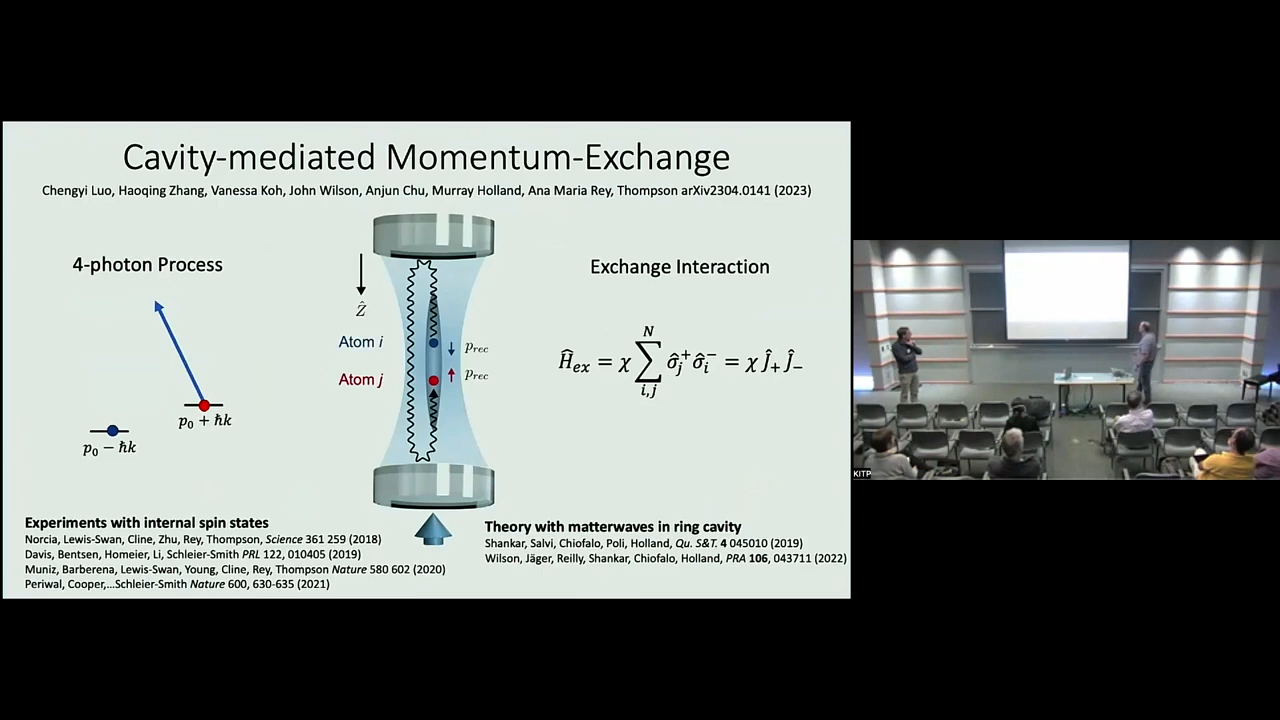 Cavity-mediated Momentum-Exchange
Chengyi Luo, Haoqing Zhang, Vanessa Koh, John Wilson, Anjun Chu, Murray Holland, Ana Maria Rey, Thompson arXiv2304.0141 (2023)
4-photon Process
p₀ − ħk
p₀ + ħk
Ẑ
Atom i
Atom j
p_rec
p_rec
Exchange Interaction
Ĥ_ex = χ ∑_{i,j}^{N} σ̂_j^+ σ̂_i^- = χ Ĵ_+ Ĵ_-
Experiments with internal spin states
Norcia, Lewis-Swan, Cline, Zhu, Rey, Thompson, Science 361 259 (2018)
Davis, Bentsen, Homeier, Li, Schleier-Smith PRL 122, 010405 (2019)
Muniz, Barberena, Lewis-Swan, Young, Cline, Rey, Thompson Nature 580 602 (2020)
Periwal, Cooper,...Schleier-Smith Nature 600, 630-635 (2021)
Theory with matterwaves in ring cavity
Shankar, Salvi, Chiofalo, Poli, Holland, Qu. S&T. 4 045010 (2019)
Wilson, Jäger, Reilly, Shankar, Chiofalo, Holland, PRA 106, 043711 (2022)
KITP